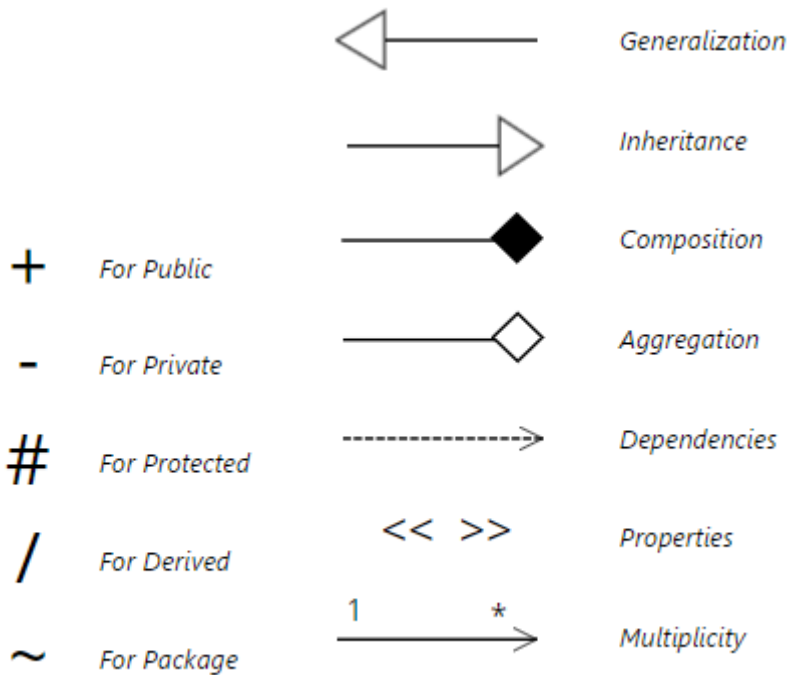 Generalization
Inheritance
Composition
+ For Public
Aggregation
- For Private
Dependencies
# For Protected
<< >> Properties
/ For Derived
1 * Multiplicity
~ For Package